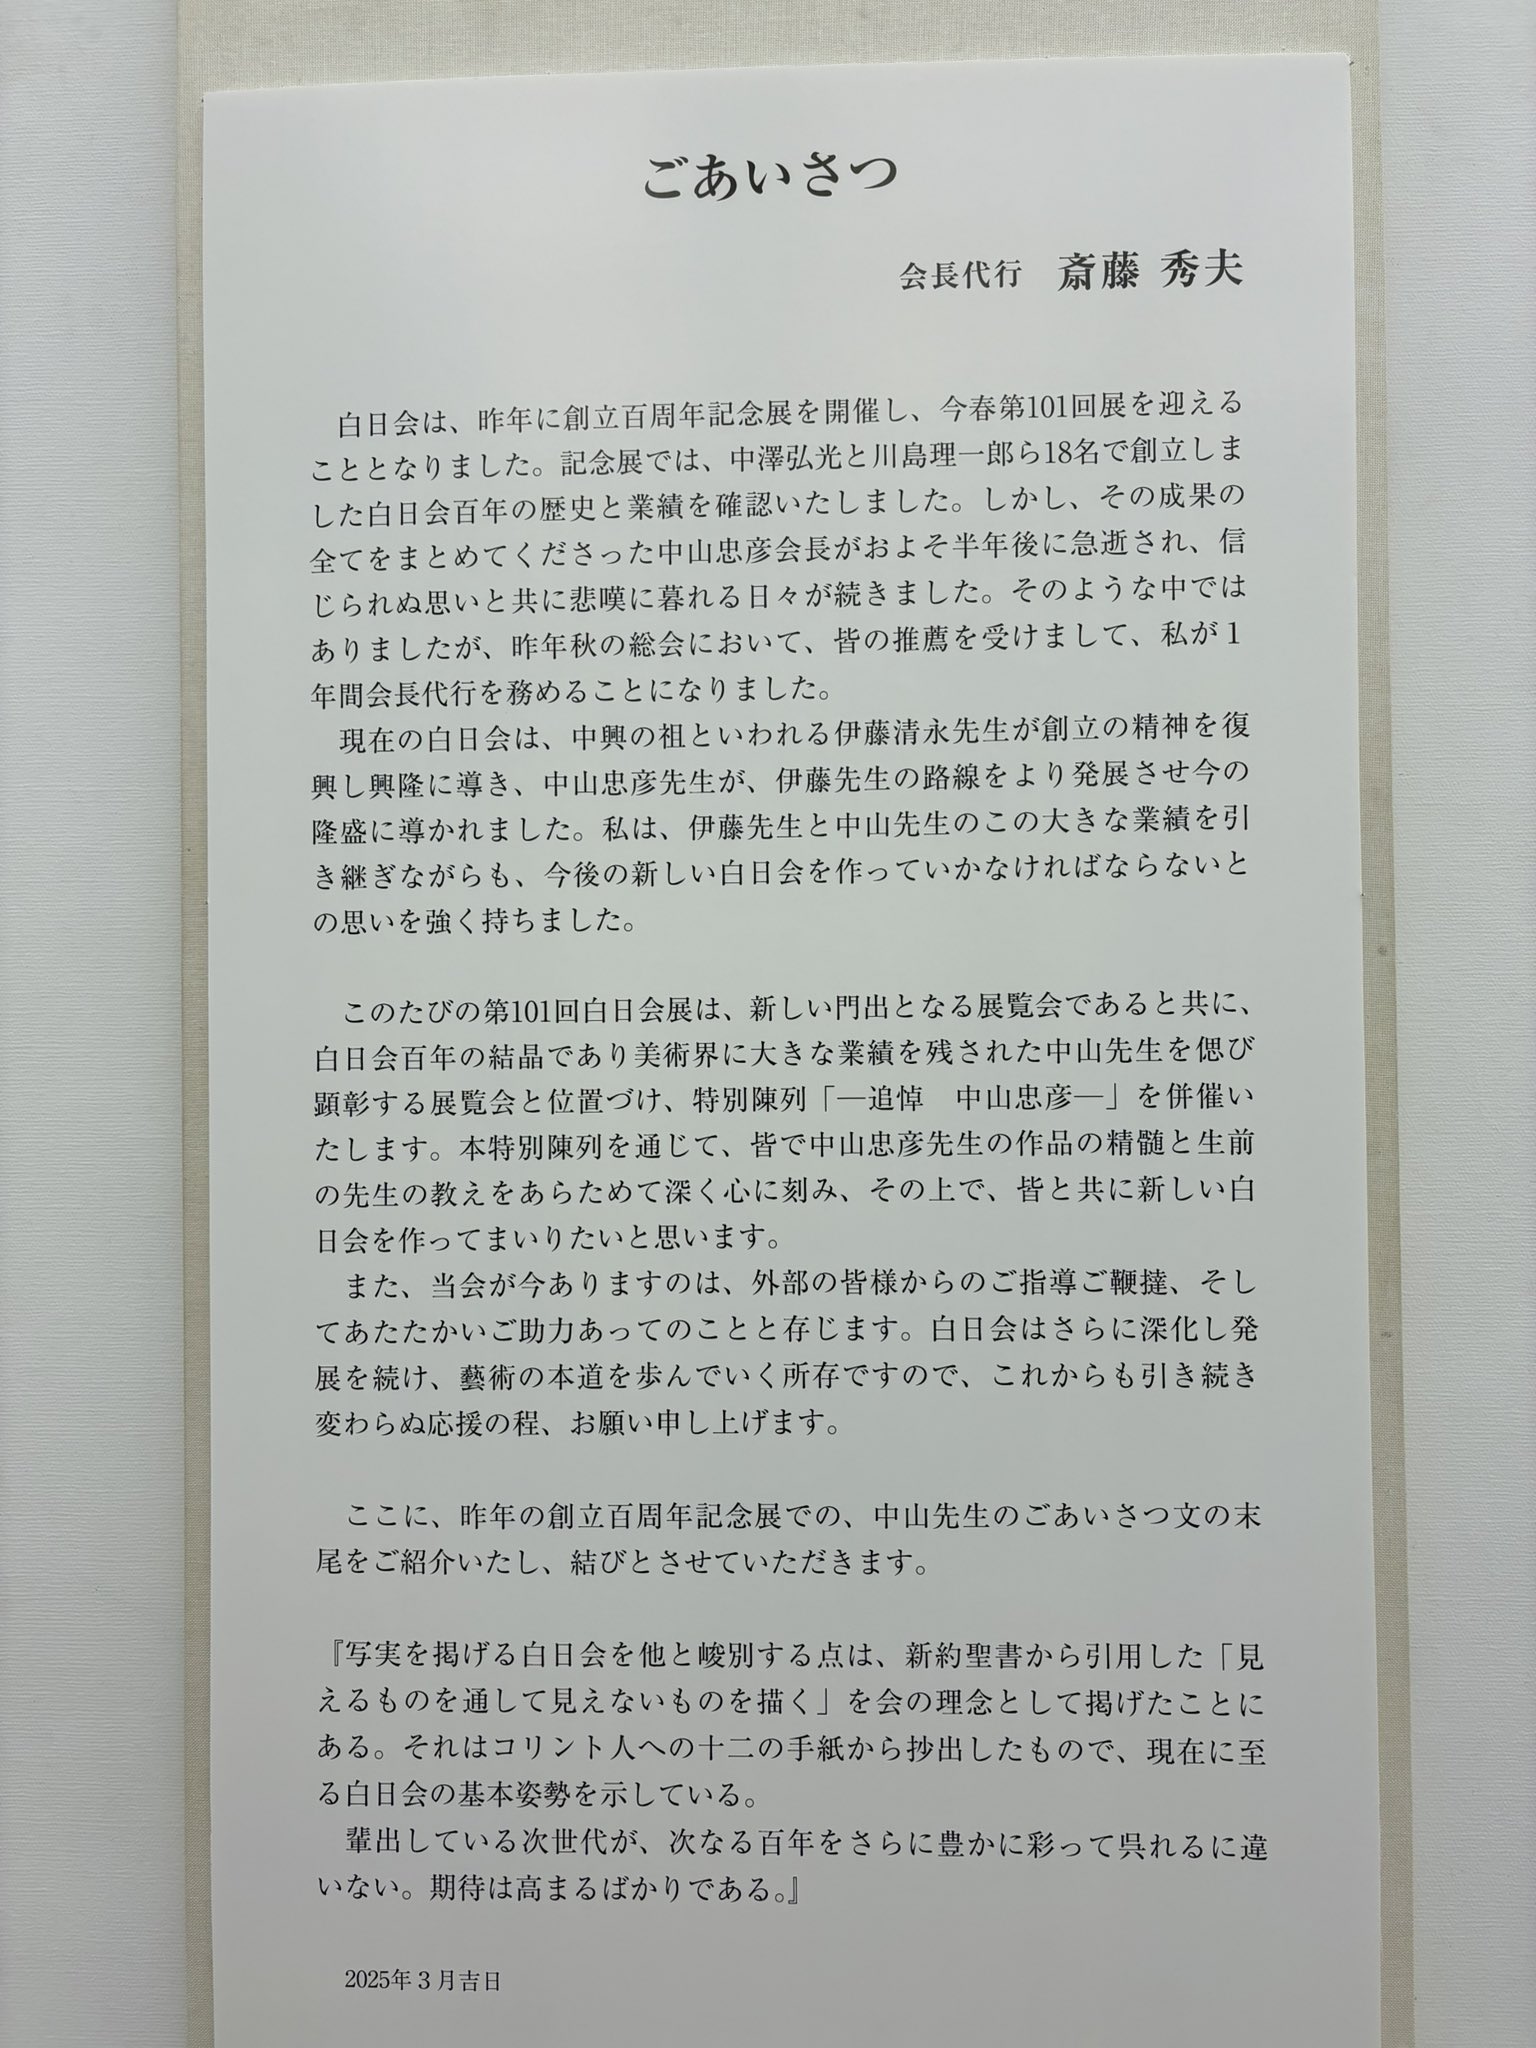 ごあいさつ
会長代行　斎藤 秀夫
白日会は、昨年に創立百周年記念展を開催し、今春第101回展を迎える
こととなりました。記念展では、中澤弘光と川島理一郎ら18名で創立しま
した白日会百年の歴史と業績を確認いたしました。しかし、その成果の
全てをまとめてくださった中山忠彦会長がおよそ半年後に急逝され、信
じられぬ思いと共に悲嘆に暮れる日々が続きました。そのような中では
ありましたが、昨年秋の総会において、皆の推薦を受けまして、私が１
年間会長代行を務めることになりました。
現在の白日会は、中興の祖といわれる伊藤清永先生が創立の精神を復
興し興隆に導き、中山忠彦先生が、伊藤先生の路線をより発展させ今の
隆盛に導かれました。私は、伊藤先生と中山先生のこの大きな業績を引
き継ぎながらも、今後の新しい白日会を作っていかなければならないと
の思いを強く持ちました。
このたびの第101回白日会展は、新しい門出となる展覧会であると共に、
白日会百年の結晶であり美術界に大きな業績を残された中山先生を偲び
顕彰する展覧会と位置づけ、特別陳列「―追悼　中山忠彦―」を併催い
たします。本特別陳列を通じて、皆で中山忠彦先生の作品の精髄と生前
の先生の教えをあらためて深く心に刻み、その上で、皆と共に新しい白
日会を作ってまいりたいと思います。
また、当会が今ありますのは、外部の皆様からのご指導ご鞭撻、そし
てあたたかいご助力あってのことと存じます。白日会はさらに深化し発
展を続け、藝術の本道を歩んでいく所存ですので、これからも引き続き
変わらぬ応援の程、お願い申し上げます。
ここに、昨年の創立百周年記念展での、中山先生のごあいさつ文の末
尾をご紹介いたし、結びとさせていただきます。
『写実を掲げる白日会を他と峻別する点は、新約聖書から引用した「見
えるものを通して見えないものを描く」を会の理念として掲げたことに
ある。それはコリント人への十二の手紙から抄出したもので、現在に至
る白日会の基本姿勢を示している。
輩出している次世代が、次なる百年をさらに豊かに彩って呉れるに違
いない。期待は高まるばかりである。』
2025年３月吉日